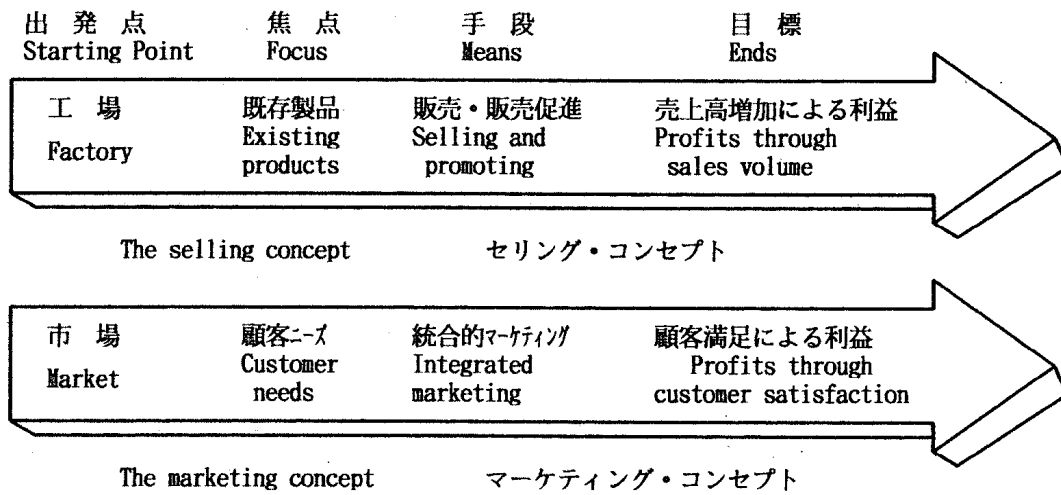 出発点 焦点 手段 目標
Starting Point Focus Means Ends
工場 既存製品 販売・販売促進 売上高増加による利益
Factory Existing Selling and Profits through
products promoting sales volume
The selling concept セリング・コンセプト
市場 顧客ニーズ 統合的マーケティング 顧客満足による利益
Market Customer Integrated Profits through
needs marketing customer satisfaction
The marketing concept マーケティング・コンセプト